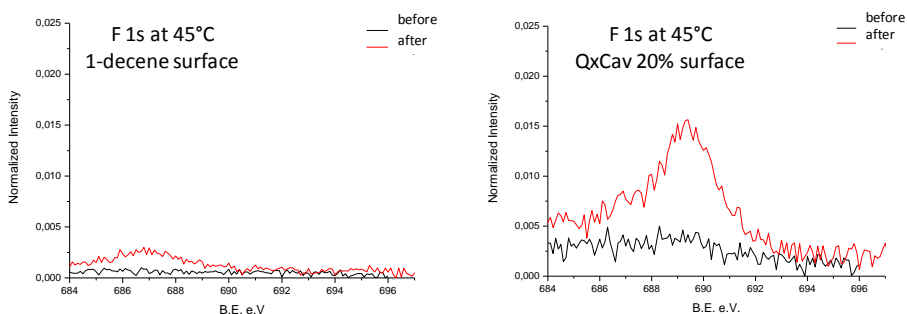 F 1s at 45°C
1-decene surface
before
after
Normalized Intensity
0,025
0,020
0,015
0,010
0,005
0,000
684 686 688 690 692 694 696
B.E. e.V
F 1s at 45°C
QxCav 20% surface
before
after
Normalized Intensity
0,025
0,020
0,015
0,010
0,005
0,000
684 686 688 690 692 694 696
B.E. e.V.